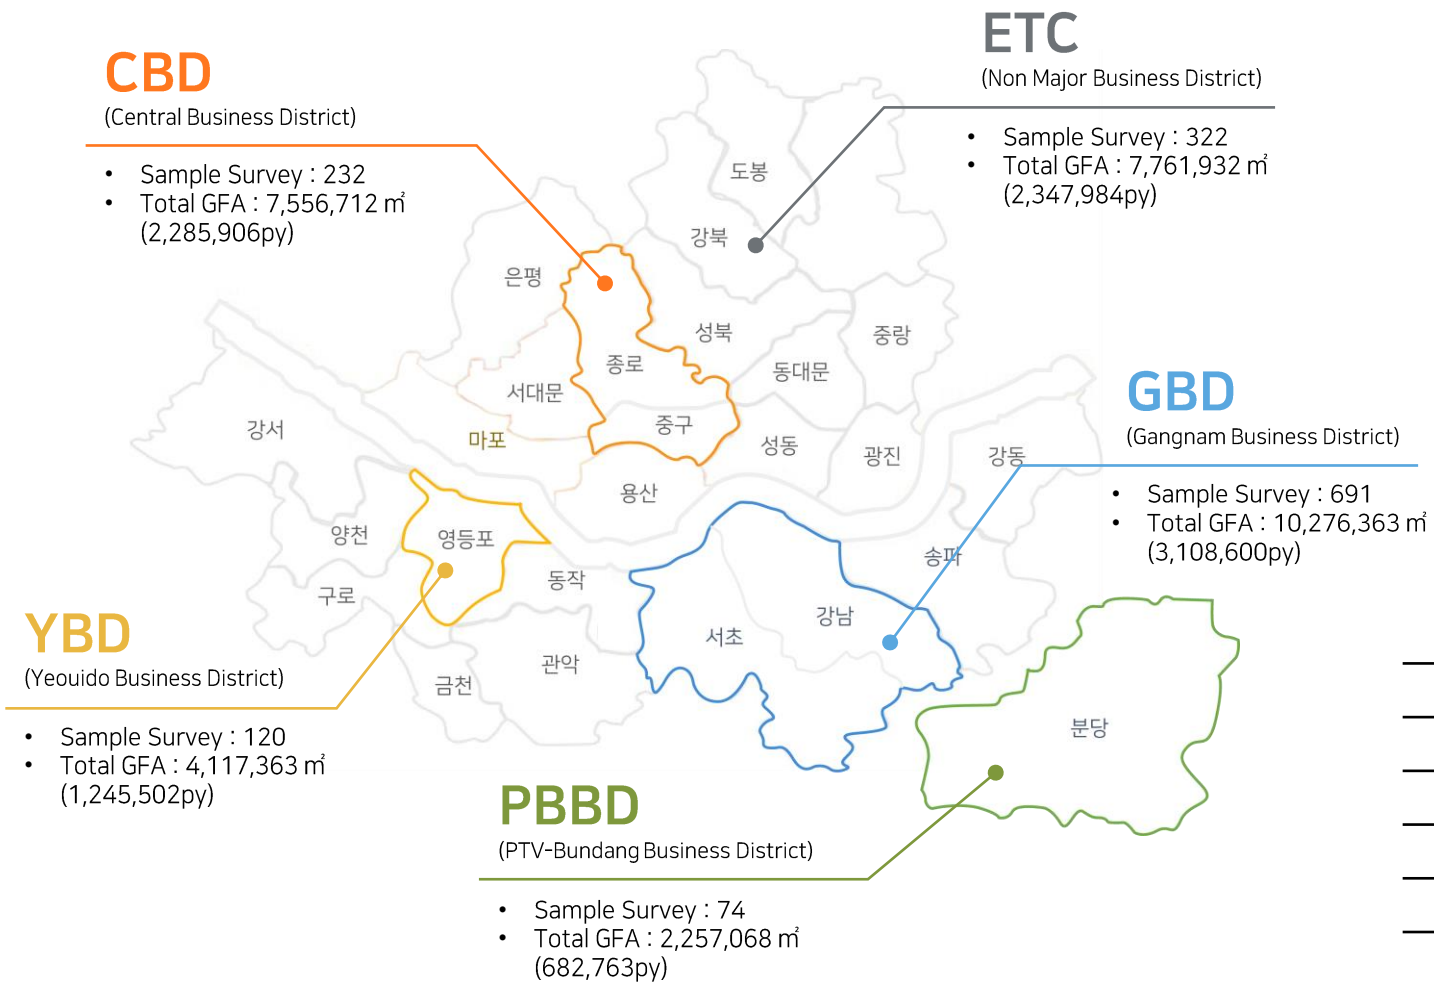 CBD
(Central Business District)
• Sample Survey : 232
• Total GFA : 7,556,712 ㎡
(2,285,906py)
ETC
(Non Major Business District)
• Sample Survey : 322
• Total GFA : 7,761,932 ㎡
(2,347,984py)
GBD
(Gangnam Business District)
• Sample Survey : 691
• Total GFA : 10,276,363 ㎡
(3,108,600py)
YBD
(Yeouido Business District)
• Sample Survey : 120
• Total GFA : 4,117,363 ㎡
(1,245,502py)
PBBD
(PTV-Bundang Business District)
• Sample Survey : 74
• Total GFA : 2,257,068 ㎡
(682,763py)
도봉
강북
은평
성북
중랑
종로
동대문
서대문
중구
강서
마포
성동
광진
강동
용산
양천
영등포
송파
동작
구로
강남
서초
관악
금천
분당